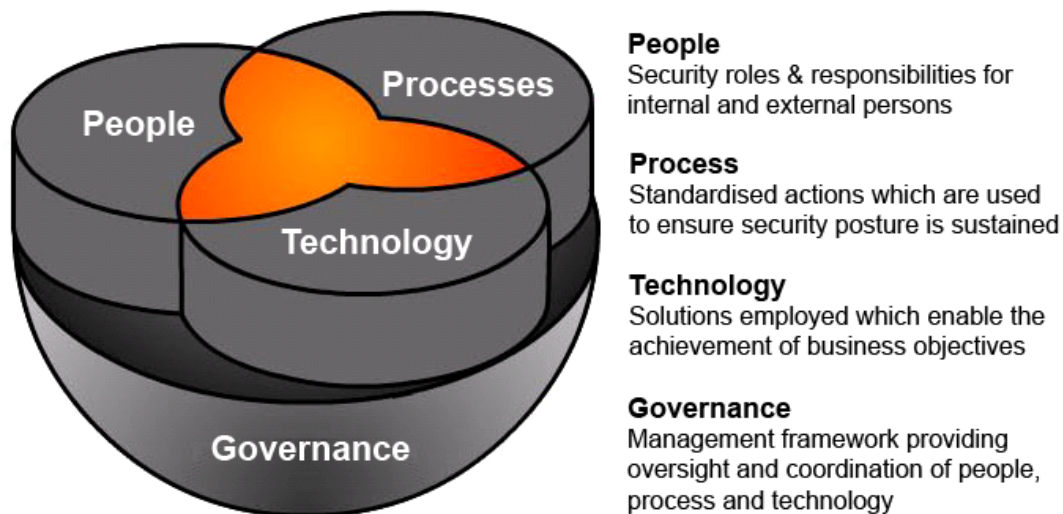 People
Processes
Technology
Governance
People
Security roles & responsibilities for
internal and external persons
Process
Standardised actions which are used
to ensure security posture is sustained
Technology
Solutions employed which enable the
achievement of business objectives
Governance
Management framework providing
oversight and coordination of people,
process and technology